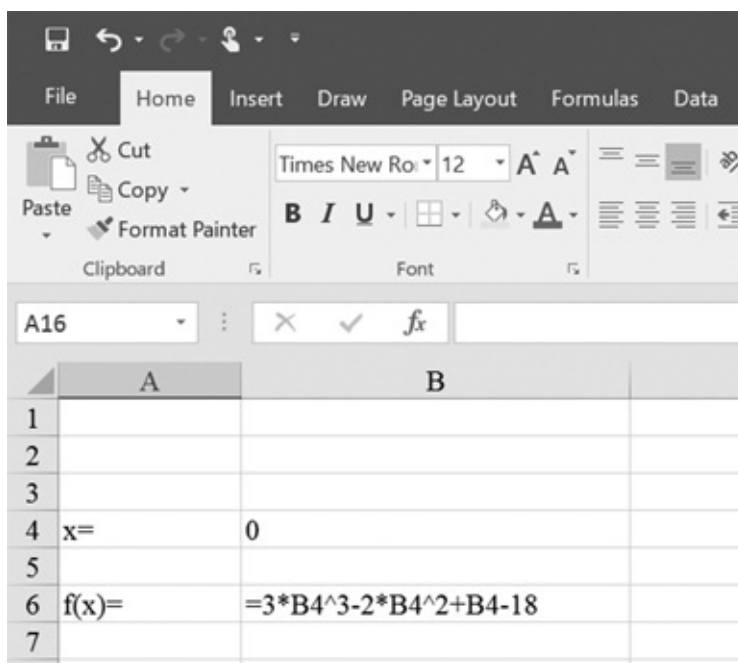 File Home Insert Draw Page Layout Formulas Data
Cut
Copy
Paste
Format Painter
Times New Ro 12 A A
B I U A
Clipboard Font
A16 fx
A B
1
2
3
4 x= 0
5
6 f(x)= =3*B4^3-2*B4^2+B4-18
7